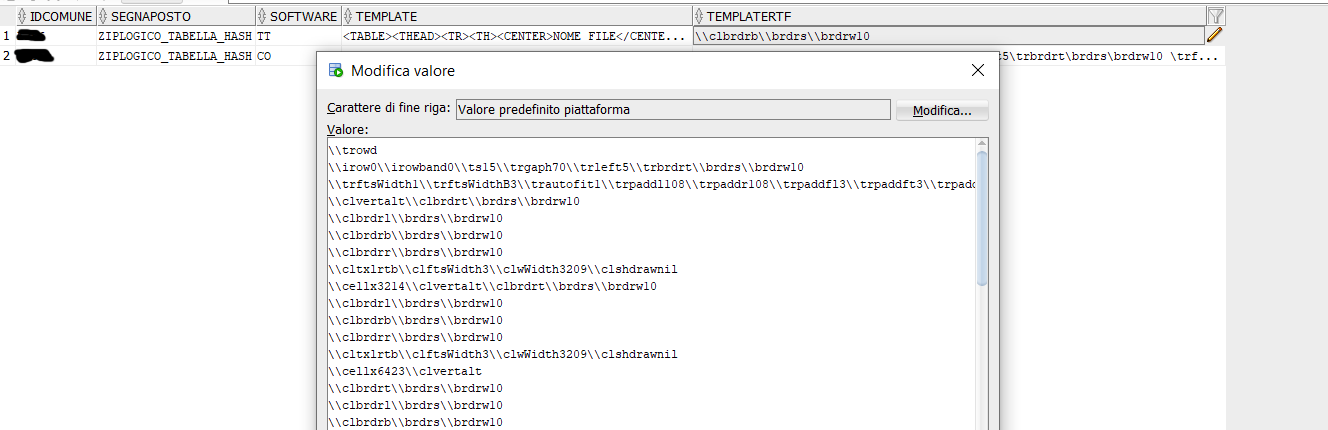 IDCOMUNE SEGNAPOSTO SOFTWARE TEMPLATE TEMPLATERTF
1 ZIPLOGICO_TABELLA_HASH TT <TABLE><THEAD><TR><TH><CENTER>NOME FILE</CENTE... \\clbrdrb\\brdrs\\brdrw10
2 ZIPLOGICO_TABELLA_HASH CO t5\trbrdrt\brdrs\brdrw10 \trf...
Modifica valore
Carattere di fine riga: Valore predefinito piattaforma Modifica...
Valore:
\\trowd
\\irow0\\irowband0\\ts15\\trgaph70\\trleft5\\trbrdrt\\brdrs\\brdrw10
\\trftsWidth1\\trftsWidthB3\\trautofit1\\trpaddl108\\trpaddr108\\trpaddfl3\\trpaddft3\\trpadd
\\clvertalt\\clbrdrt\\brdrs\\brdrw10
\\clbrdrl\\brdrs\\brdrw10
\\clbrdrb\\brdrs\\brdrw10
\\clbrdrr\\brdrs\\brdrw10
\\cltxlrtb\\clftsWidth3\\clwWidth3209\\clshdrawnil
\\cellx3214\\clvertalt\\clbrdrt\\brdrs\\brdrw10
\\clbrdrl\\brdrs\\brdrw10
\\clbrdrb\\brdrs\\brdrw10
\\clbrdrr\\brdrs\\brdrw10
\\cltxlrtb\\clftsWidth3\\clwWidth3209\\clshdrawnil
\\cellx6423\\clvertalt
\\clbrdrt\\brdrs\\brdrw10
\\clbrdrl\\brdrs\\brdrw10
\\clbrdrb\\brdrs\\brdrw10